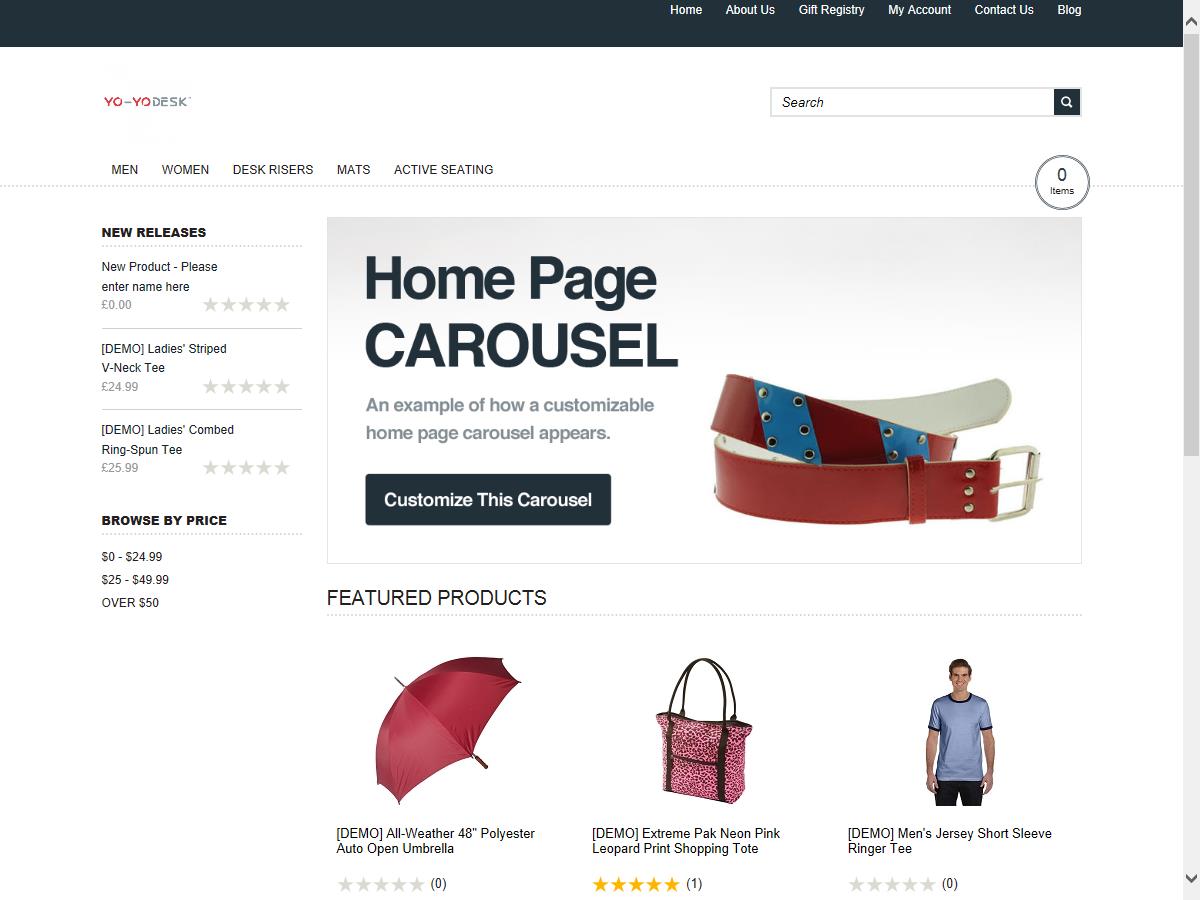 Home About Us Gift Registry My Account Contact Us Blog
YO-YODESK
Search
MEN WOMEN DESK RISERS MATS ACTIVE SEATING
0
Items
NEW RELEASES
New Product - Please
enter name here
£0.00
[DEMO] Ladies' Striped
V-Neck Tee
£24.99
[DEMO] Ladies' Combed
Ring-Spun Tee
£25.99
BROWSE BY PRICE
$0 - $24.99
$25 - $49.99
OVER $50
Home Page
CAROUSEL
An example of how a customizable
home page carousel appears.
Customize This Carousel
FEATURED PRODUCTS
[DEMO] All-Weather 48" Polyester
Auto Open Umbrella
(0)
[DEMO] Extreme Pak Neon Pink
Leopard Print Shopping Tote
(1)
[DEMO] Men's Jersey Short Sleeve
Ringer Tee
(0)